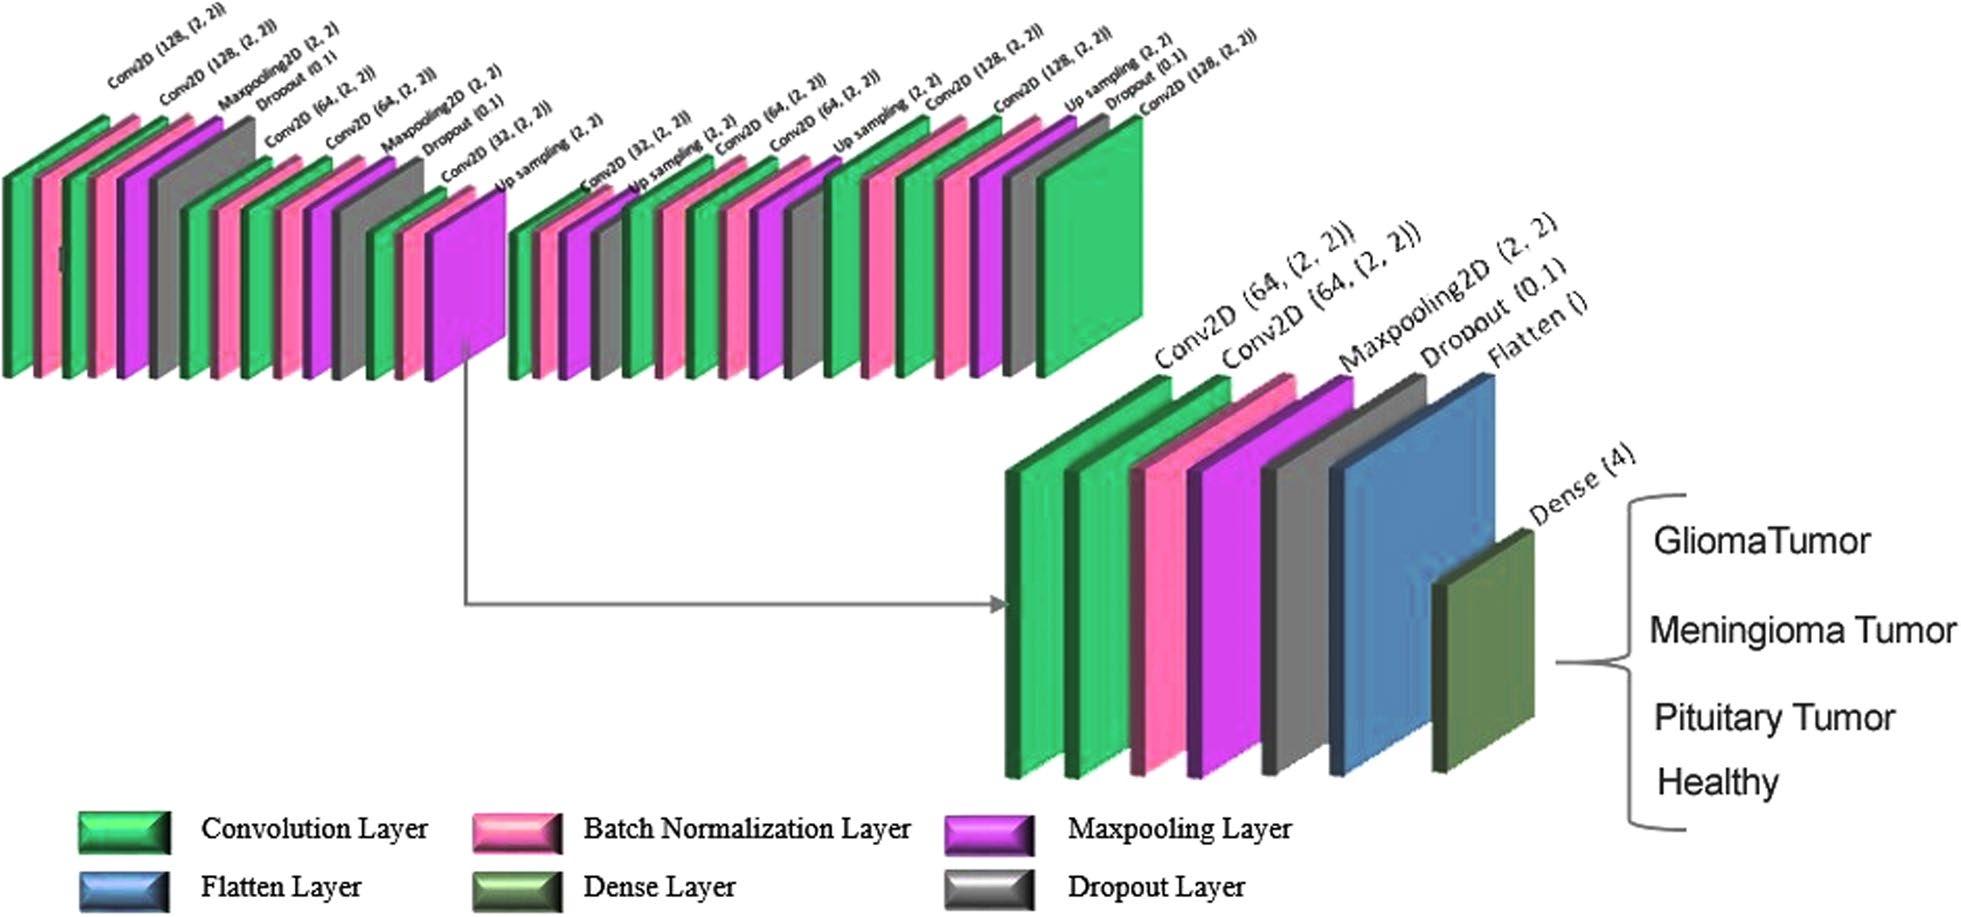 Conv2D (128, (2, 2))
Conv2D (128, (2, 2))
Maxpooling2D (2, 2)
Dropout (0.1)
Conv2D (64, (2, 2))
Conv2D (64, (2, 2))
Maxpooling2D (2, 2)
Dropout (0.1)
Conv2D (32, (2, 2))
Up sampling (2, 2)
Conv2D (32, (2, 2))
Up sampling (2, 2)
Conv2D (64, (2, 2))
Conv2D (64, (2, 2))
Up sampling (2, 2)
Conv2D (128, (2, 2))
Conv2D (128, (2, 2))
Up sampling (2, 2)
Dropout (0.1)
Conv2D (128, (2, 2))
Conv2D (64, (2, 2))
Conv2D (64, (2, 2))
Maxpooling2D (2, 2)
Dropout (0.1)
Flatten ()
Dense (4)
GliomaTumor
Meningioma Tumor
Pituitary Tumor
Healthy
Convolution Layer
Batch Normalization Layer
Maxpooling Layer
Flatten Layer
Dense Layer
Dropout Layer